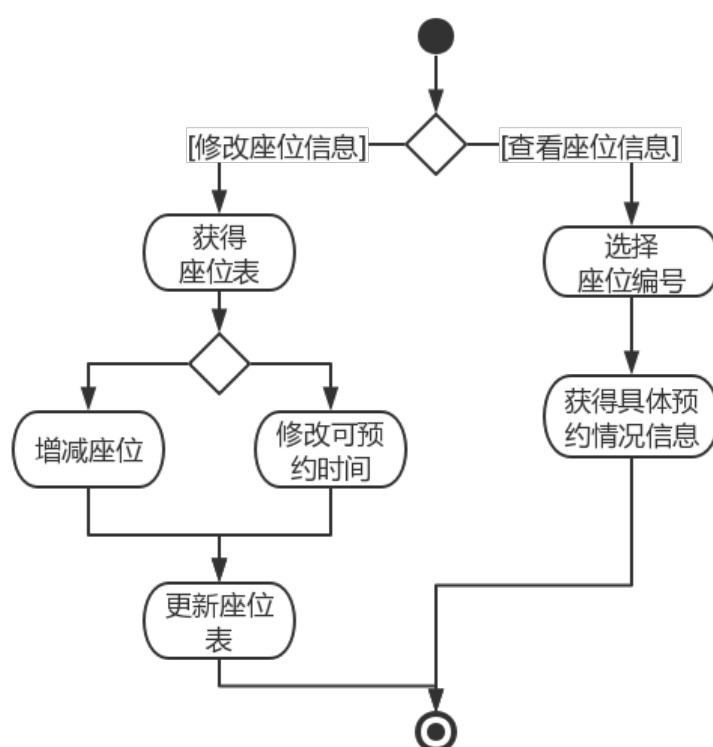 [修改座位信息]
[查看座位信息]
获得
座位表
选择
座位编号
增减座位
修改可预
约时间
获得具体预
约情况信息
更新座位
表